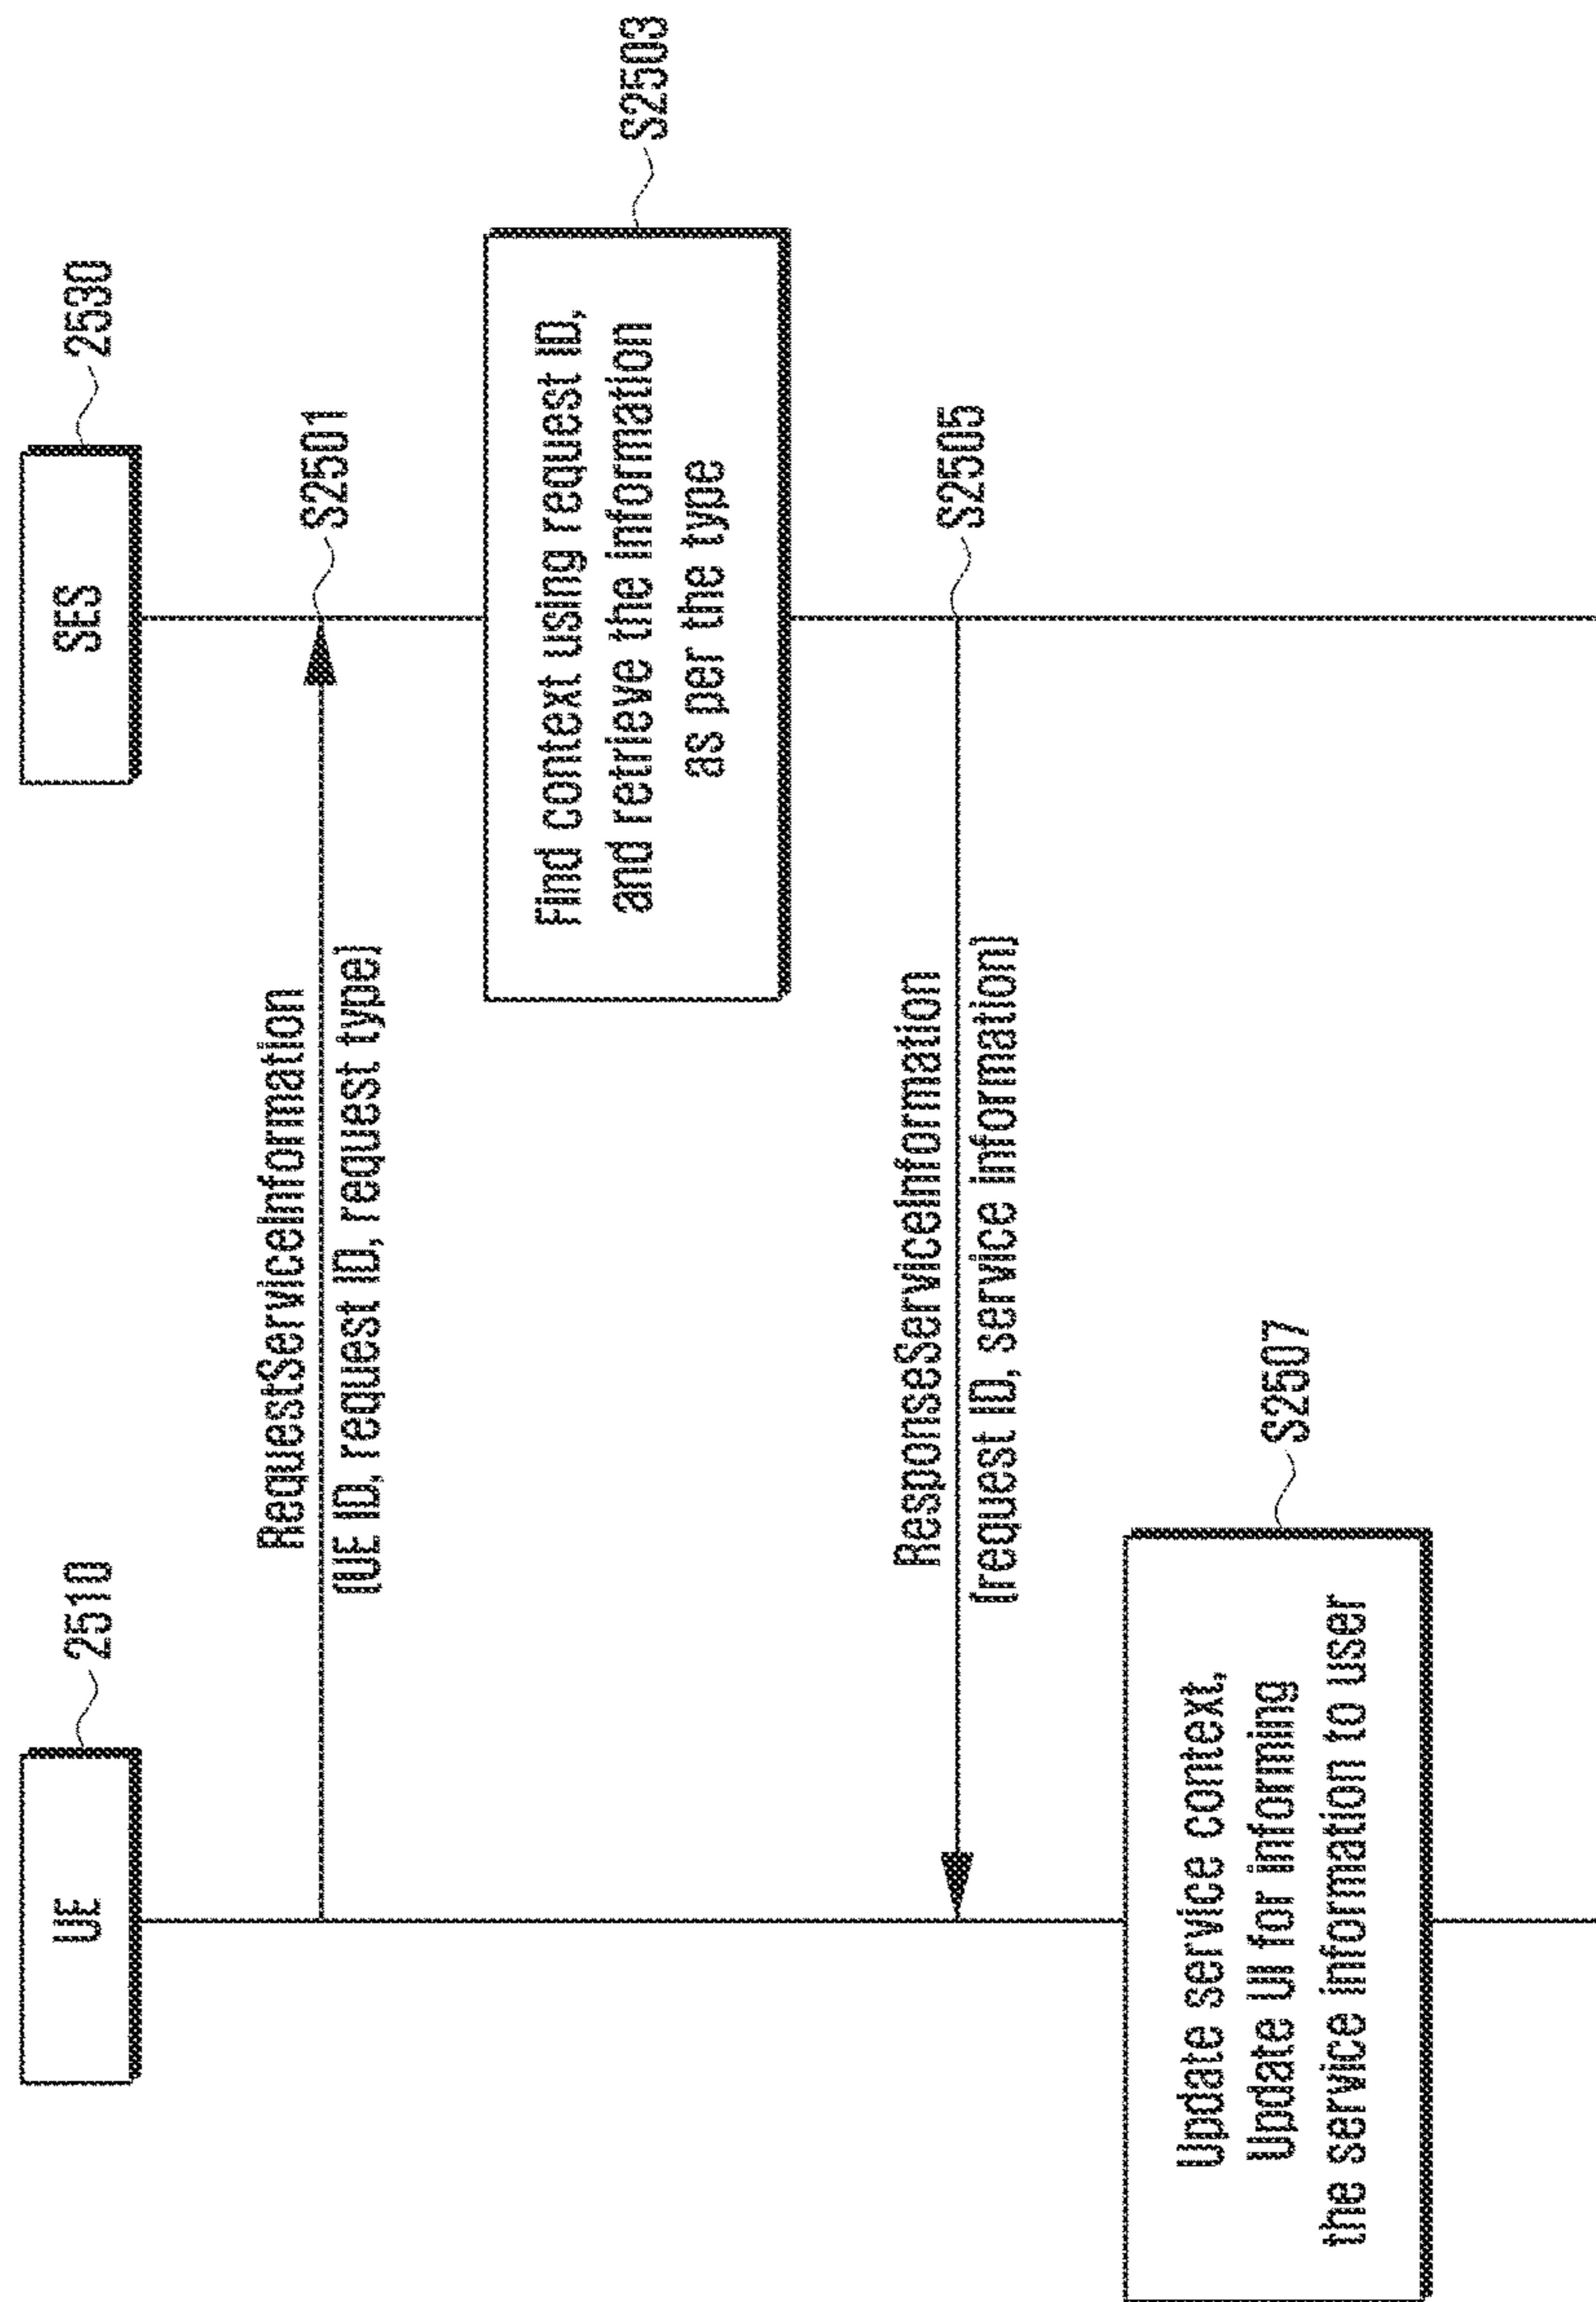 UE
2510
SES
2530
RequestServiceInformation
(UE ID, request ID, request type)
S2501
Find context using request ID,
and retrieve the information
as per the type
S2503
ResponseServiceInformation
(request ID, service information)
S2505
Update service context,
Update UI for informing
the service information to user
S2507